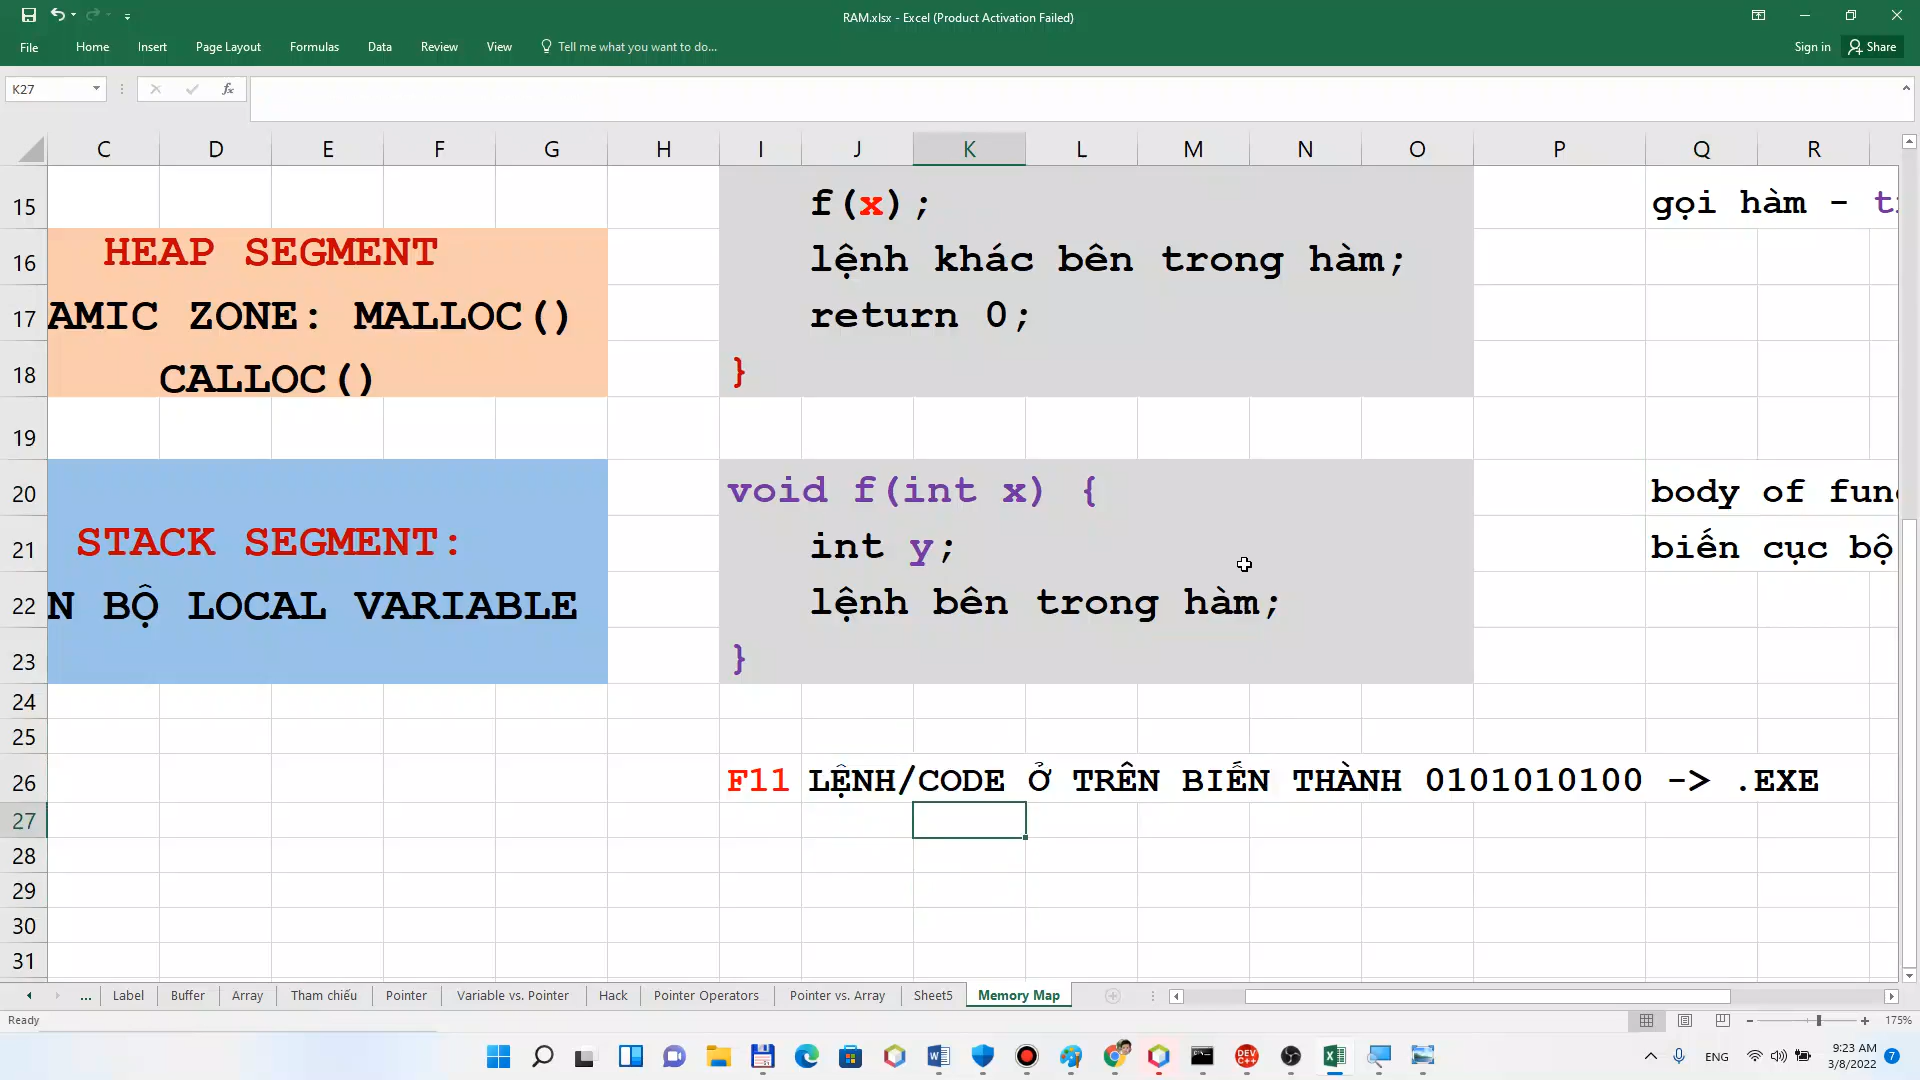 RAM.xlsx - Excel (Product Activation Failed)
File Home Insert Page Layout Formulas Data Review View Tell me what you want to do...
Sign in Share
K27
fx
C D E F G H I J K L M N O P Q R
15 f(x); gọi hàm -
16 HEAP SEGMENT lệnh khác bên trong hàm;
17 AMIC ZONE: MALLOC() return 0;
18 CALLOC() }
19
20 void f(int x) { body of
21 STACK SEGMENT: int y; biến cục bộ
22 N BỘ LOCAL VARIABLE lệnh bên trong hàm;
23 }
24
25
26 F11 LỆNH/CODE Ở TRÊN BIẾN THÀNH 0101010100 -> .EXE
27
28
29
30
31
... Label Buffer Array Tham chiếu Pointer Variable vs. Pointer Hack Pointer Operators Pointer vs. Array Sheet5 Memory Map
Ready
175%
DEV C++
ENG
9:23 AM
3/8/2022
7